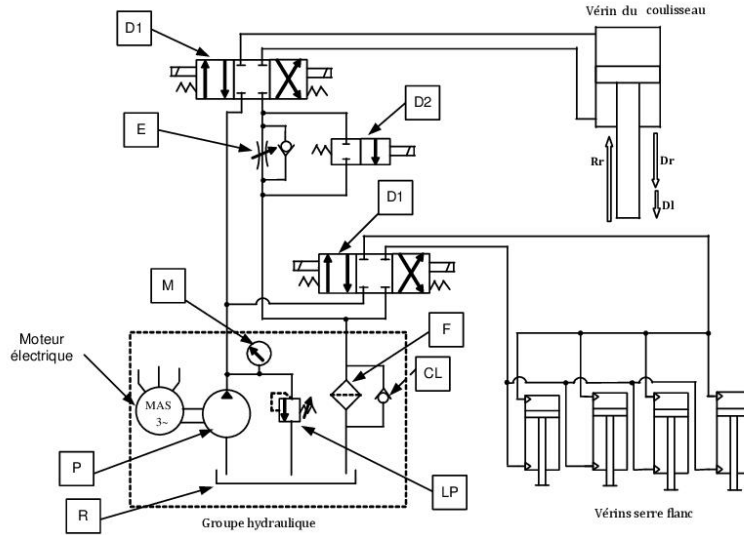 Vérin du coulisseau
D1
D2
E
Rr
Dr
Dl
D1
M
Moteur
électrique
F
CL
MAS
3~
P
LP
R
Groupe hydraulique
Vérins serre flanc